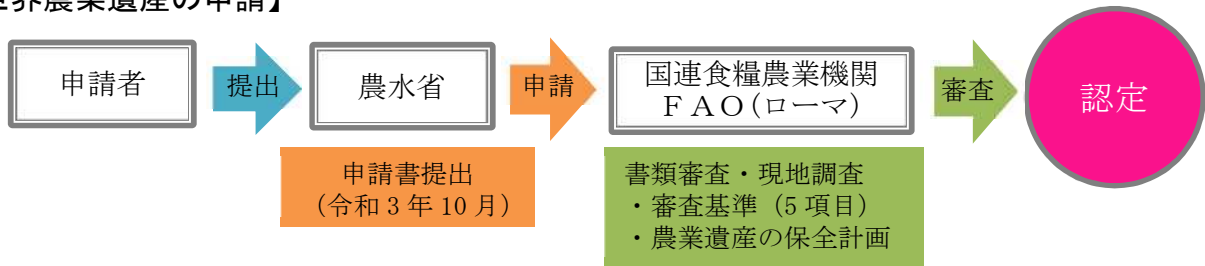 世界農業遺産の申請】
申請者
提出
農水省
申請
国連食糧農業機関
ＦＡＯ(ローマ)
審査
認定
申請書提出
（令和３年 10 月）
書類審査・現地調査
・審査基準（5 項目）
・農業遺産の保全計画